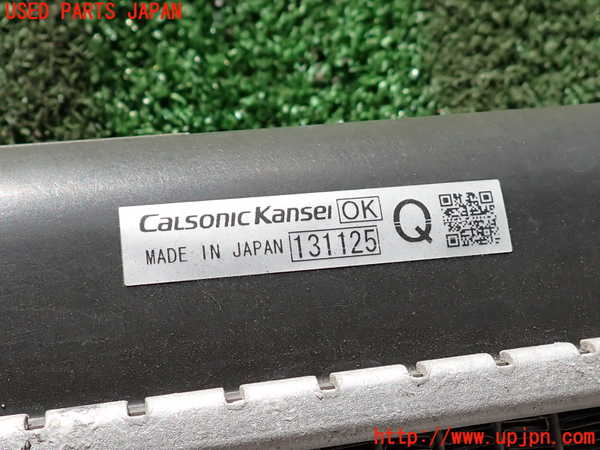 USED PARTS JAPAN
CALSONIC KANSEI OK Q
MADE IN JAPAN 131125
http://www.upjpn.com